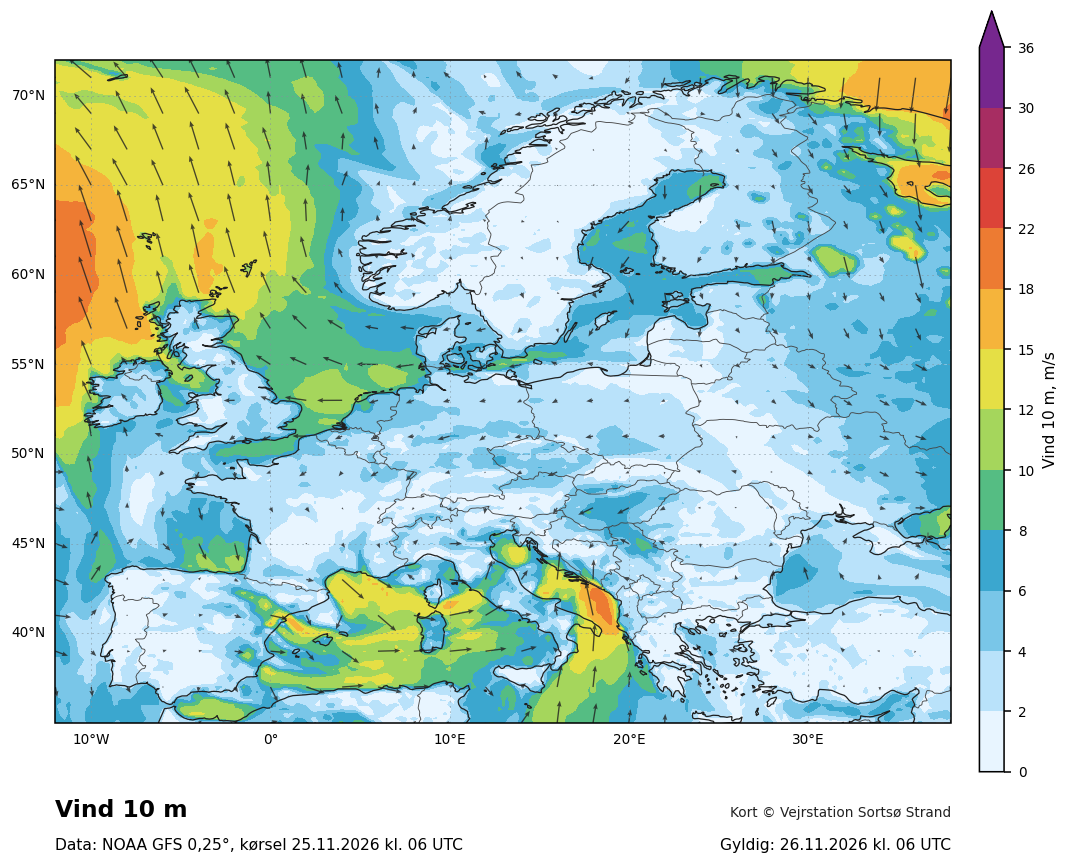 36
30
26
22
18
15
12
10
8
6
4
2
0
Vind 10 m, m/s
70°N
65°N
60°N
55°N
50°N
45°N
40°N
10°W
0°
10°E
20°E
30°E
Vind 10 m
Kort © Vejrstation Sortsø Strand
Data: NOAA GFS 0,25°, kørsel 25.11.2026 kl. 06 UTC
Gyldig: 26.11.2026 kl. 06 UTC